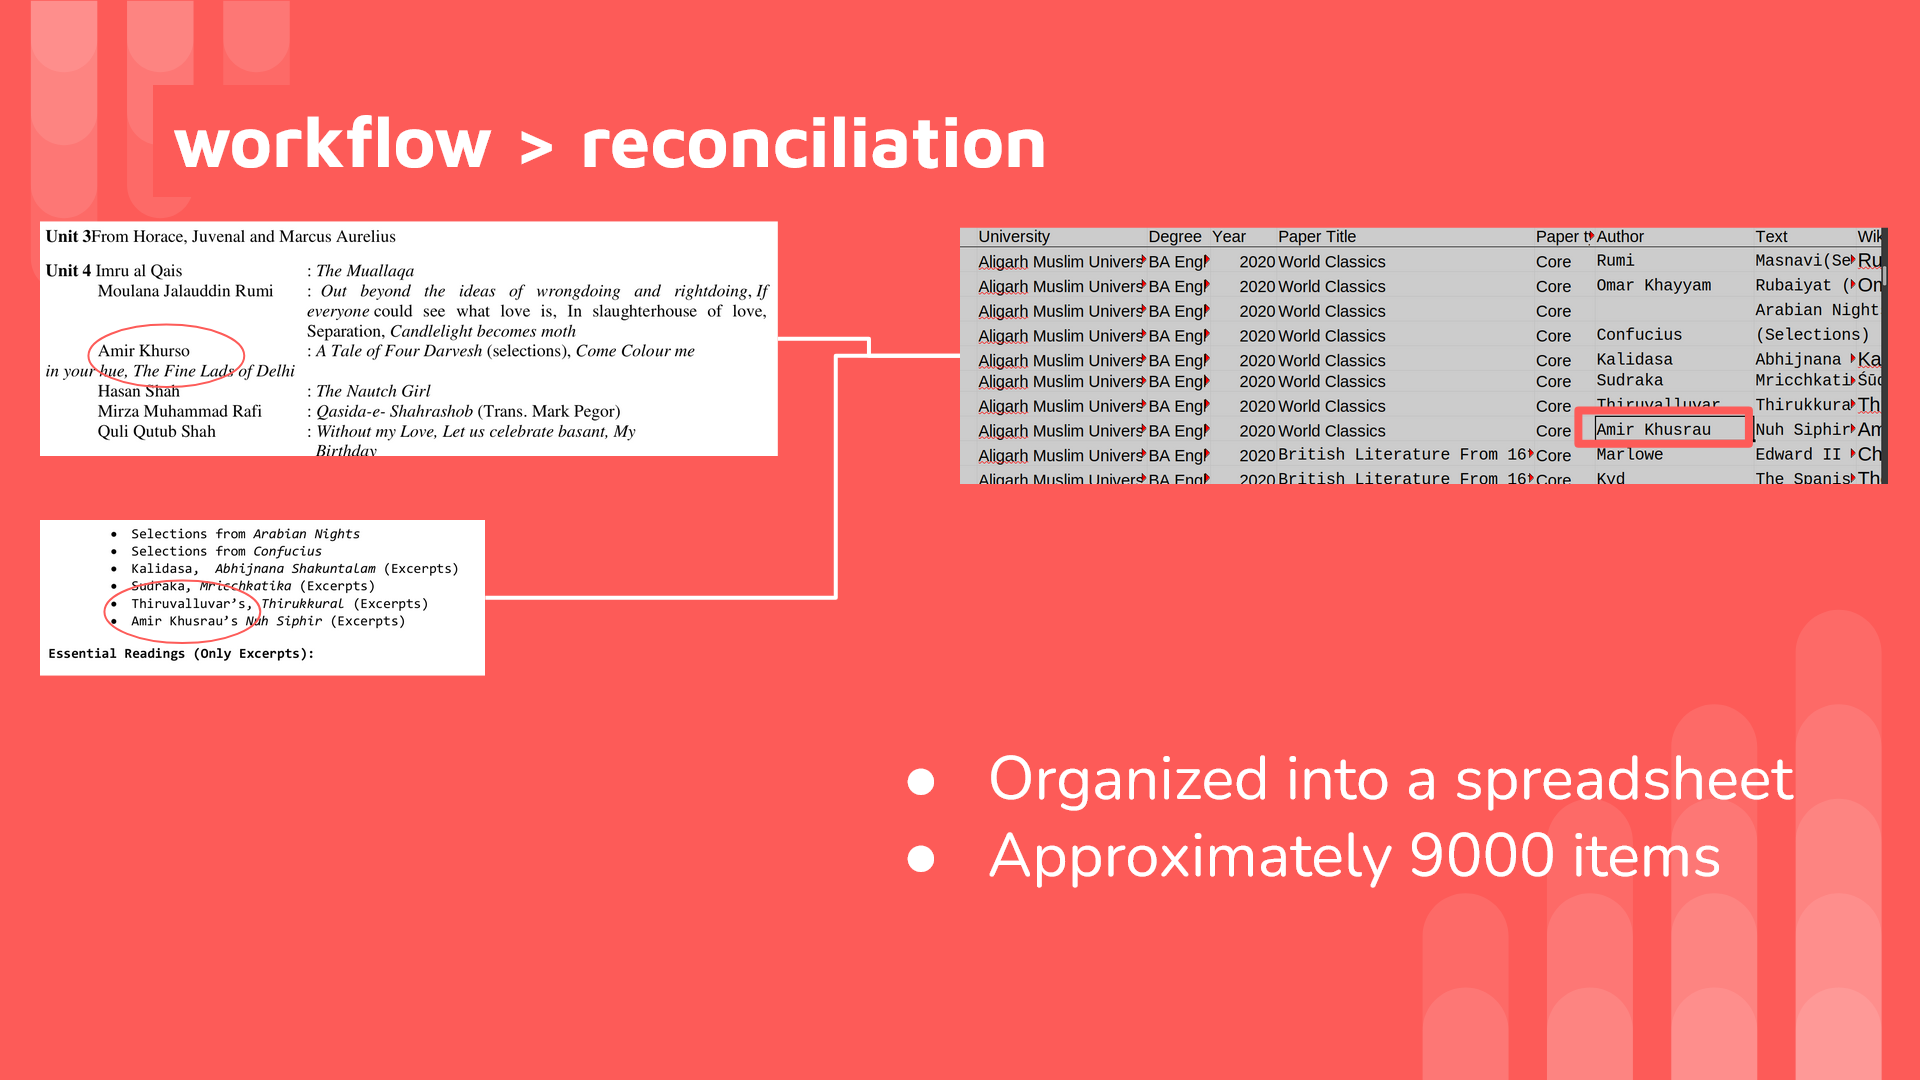 workflow > reconciliation
Unit 3From Horace, Juvenal and Marcus Aurelius
Unit 4 Imru al Qais : The Muallaqa
Moulana Jalauddin Rumi : Out beyond the ideas of wrongdoing and rightdoing, If
everyone could see what love is, In slaughterhouse of love,
Separation, Candlelight becomes moth
Amir Khurso : A Tale of Four Darvesh (selections), Come Colour me
in your hue, The Fine Lads of Delhi
Hasan Shah : The Nautch Girl
Mirza Muhammad Rafi : Qasida-e- Shahrashob (Trans. Mark Pegor)
Quli Qutub Shah : Without my Love, Let us celebrate basant, My
Birthday
• Selections from Arabian Nights
• Selections from Confucius
• Kalidasa, Abhijnana Shakuntalam (Excerpts)
• Sudraka, Mricchkatika (Excerpts)
• Thiruvalluvar's, Thirukkural (Excerpts)
• Amir Khusrau's Nuh Siphir (Excerpts)
Essential Readings (Only Excerpts):
University Degree Year Paper Title Paper t Author Text Wik
Aligarh Muslim Univers BA Engl 2020 World Classics Core Rumi Masnavi(Se Ru
Aligarh Muslim Univers BA Engl 2020 World Classics Core Omar Khayyam Rubaiyat ( Om
Aligarh Muslim Univers BA Engl 2020 World Classics Core Arabian Night
Aligarh Muslim Univers BA Engl 2020 World Classics Core Confucius (Selections)
Aligarh Muslim Univers BA Engl 2020 World Classics Core Kalidasa Abhijnana Ka
Aligarh Muslim Univers BA Engl 2020 World Classics Core Sudraka Mricchkati Śūd
Aligarh Muslim Univers BA Engl 2020 World Classics Core Thiruvalluvar Thirukkura Th
Aligarh Muslim Univers BA Engl 2020 World Classics Core Amir Khusrau Nuh Siphir Am
Aligarh Muslim Univers BA Engl 2020 British Literature From 16 Core Marlowe Edward II Ch
Aligarh Muslim Univers BA Engl 2020 British Literature From 16 Core Kyd The Spanis Th
● Organized into a spreadsheet
● Approximately 9000 items